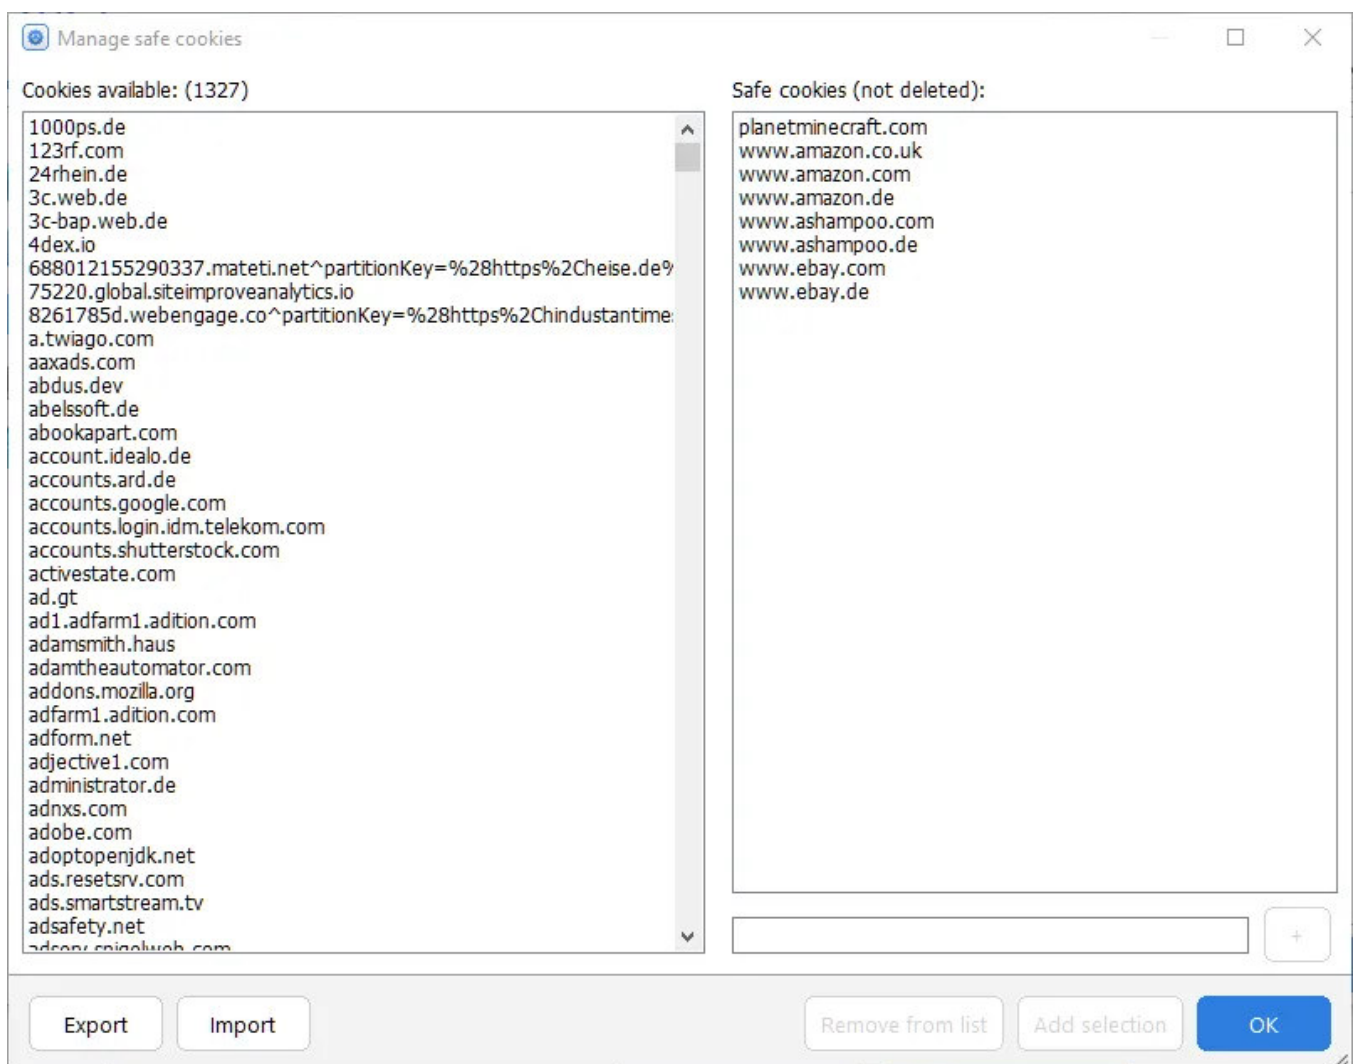 Manage safe cookies
Cookies available: (1327)
1000ps.de
123rf.com
24rhein.de
3c.web.de
3c-bap.web.de
4dex.io
688012155290337.mateti.net^partitionKey=%28https%2Cheise.de%
75220.global.siteimproveanalytics.io
8261785d.webengage.co^partitionKey=%28https%2Chindustantime
a.twiago.com
aaxads.com
abdus.dev
abelssoft.de
abookapart.com
account.idealo.de
accounts.ard.de
accounts.google.com
accounts.login.idm.telekom.com
accounts.shutterstock.com
activestate.com
ad.gt
ad1.adfarm1.adition.com
adamsmith.haus
adamtheautomator.com
addons.mozilla.org
adfarm1.adition.com
adform.net
adjective1.com
administrator.de
adnxs.com
adobe.com
adoptopenjdk.net
ads.resetsrv.com
ads.smartstream.tv
adsafety.net
Safe cookies (not deleted):
planetminecraft.com
www.amazon.co.uk
www.amazon.com
www.amazon.de
www.ashampoo.com
www.ashampoo.de
www.ebay.com
www.ebay.de
+
Export
Import
Remove from list
Add selection
OK